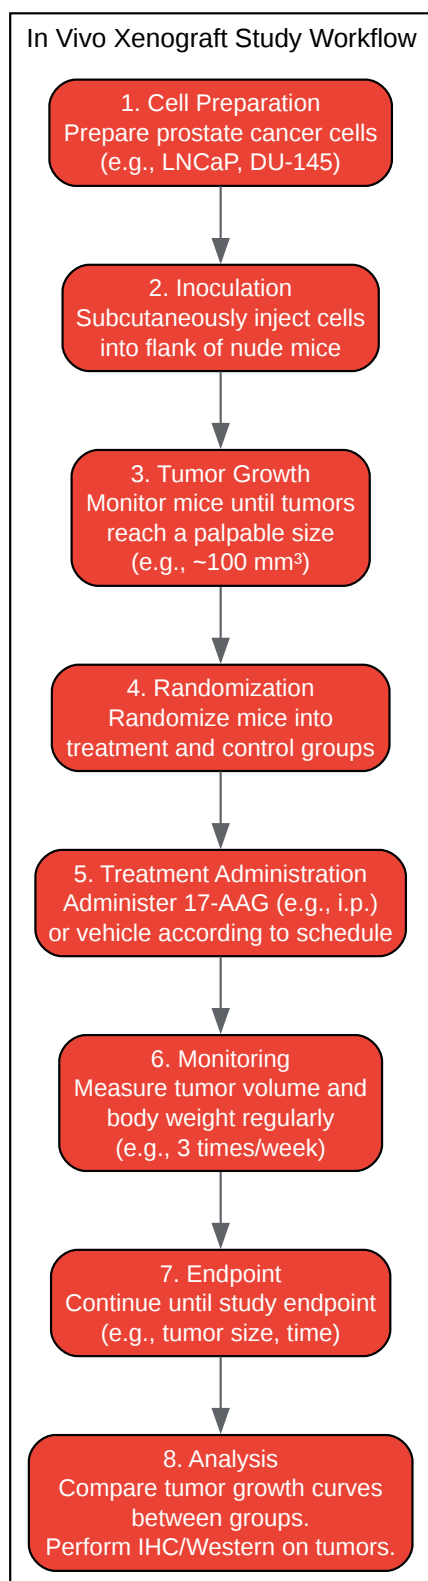 In Vivo Xenograft Study Workflow
1. Cell Preparation
Prepare prostate cancer cells
(e.g., LNCaP, DU-145)
2. Inoculation
Subcutaneously inject cells
into flank of nude mice
3. Tumor Growth
Monitor mice until tumors
reach a palpable size
(e.g., ~100 mm³)
4. Randomization
Randomize mice into
treatment and control groups
5. Treatment Administration
Administer 17-AAG (e.g., i.p.)
or vehicle according to schedule
6. Monitoring
Measure tumor volume and
body weight regularly
(e.g., 3 times/week)
7. Endpoint
Continue until study endpoint
(e.g., tumor size, time)
8. Analysis
Compare tumor growth curves
between groups.
Perform IHC/Western on tumors.